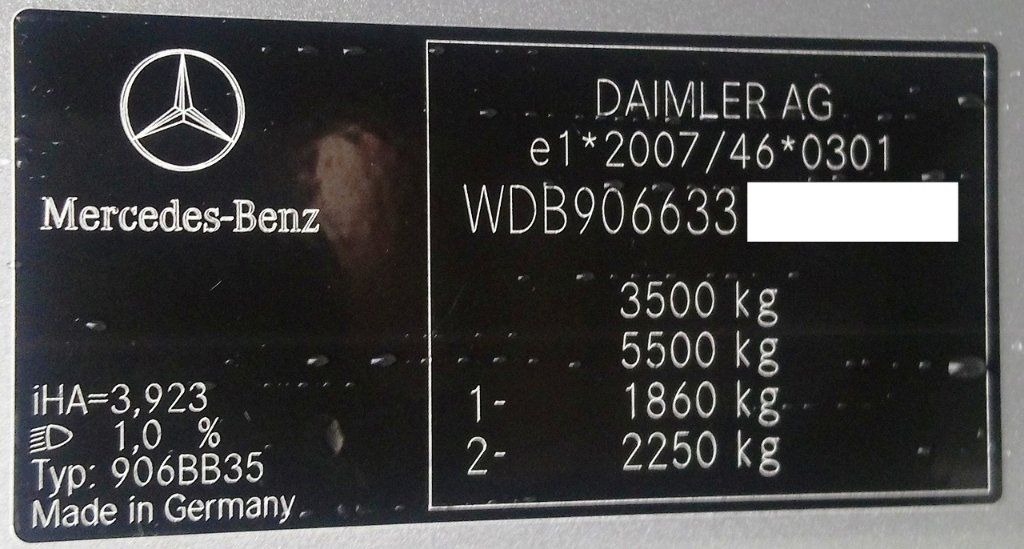 Mercedes-Benz
iHA=3,923
1,0 %
Typ: 906BB35
Made in Germany
DAIMLER AG
e1*2007/46*0301
WDB906633
3500 kg
5500 kg
1- 1860 kg
2- 2250 kg